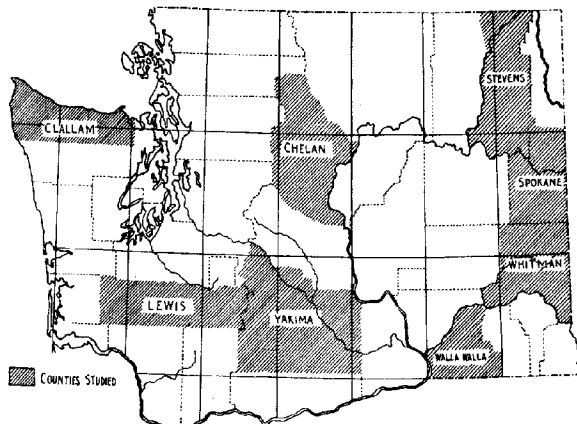 STEVENS
CLALLAM
CHELAN
SPOKANE
WHITMAN
LEWIS
YAKIMA
WALLA WALLA
COUNTIES STUDIED